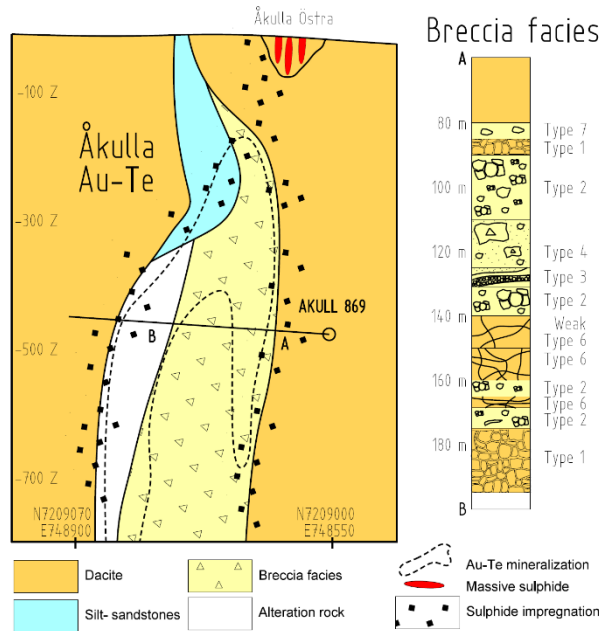 Åkulla Östra
Breccia facies
-100 Z
Åkulla
Au-Te
-300 Z
AKULL 869
B
A
-500 Z
-700 Z
N7209070
E748900
N7209000
E748550
A
80 m
Type 7
Type 1
100 m
Type 2
120 m
Type 4
Type 3
Type 2
140 m
Weak
Type 6
Type 6
160 m
Type 2
Type 6
Type 2
180 m
Type 1
B
Dacite
Breccia facies
Silt- sandstones
Alteration rock
Au-Te mineralization
Massive sulphide
Sulphide impregnation